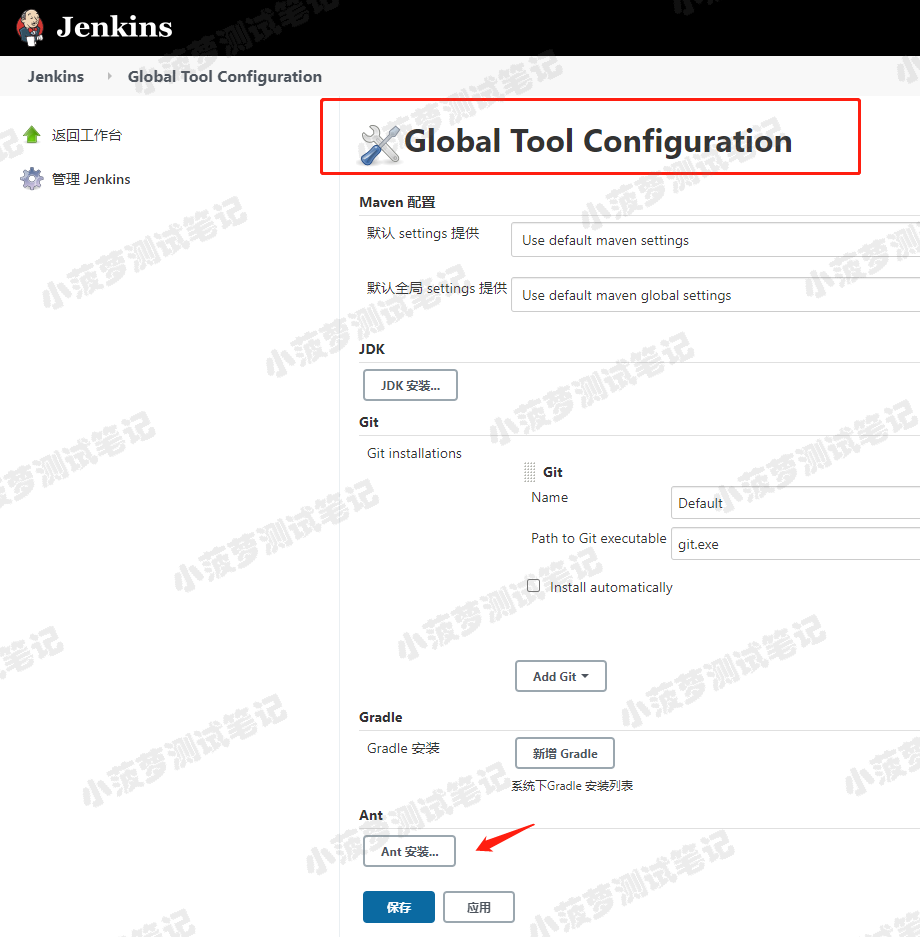 Jenkins
Jenkins Global Tool Configuration
返回工作台
管理 Jenkins
Global Tool Configuration
Maven 配置
默认 settings 提供 Use default maven settings
默认全局 settings 提供 Use default maven global settings
JDK
JDK 安装...
Git
Git installations
Git
Name Default
Path to Git executable git.exe
Install automatically
Add Git
Gradle
Gradle 安装 新增 Gradle
系统下Gradle 安装列表
Ant
Ant 安装...
保存 应用
小菠萝测试笔记